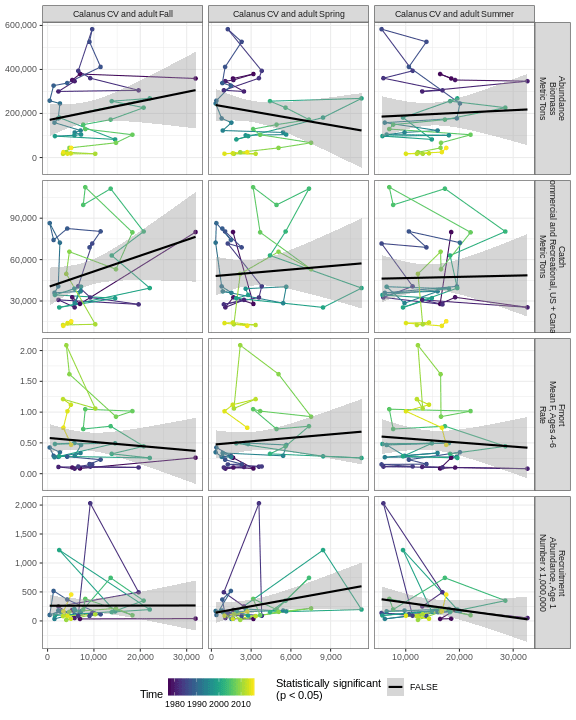 Calanus CV and adult Fall
Calanus CV and adult Spring
Calanus CV and adult Summer
600,000
400,000
200,000
0
Abundance
Biomass
Metric Tons
90,000
60,000
30,000
Catch
ommercial and Recreational, US + Cana
Metric Tons
2.00
1.50
1.00
0.50
0.00
Fmort
Mean F, Ages 4-6
Rate
2,000
1,500
1,000
500
0
Recruitment
Abundance, Age 1
Number x 1,000,000
0 10,000 20,000 30,000
0 3,000 6,000 9,000
10,000 20,000 30,000
Time
1980 1990 2000 2010
Statistically significant
(p < 0.05)
FALSE